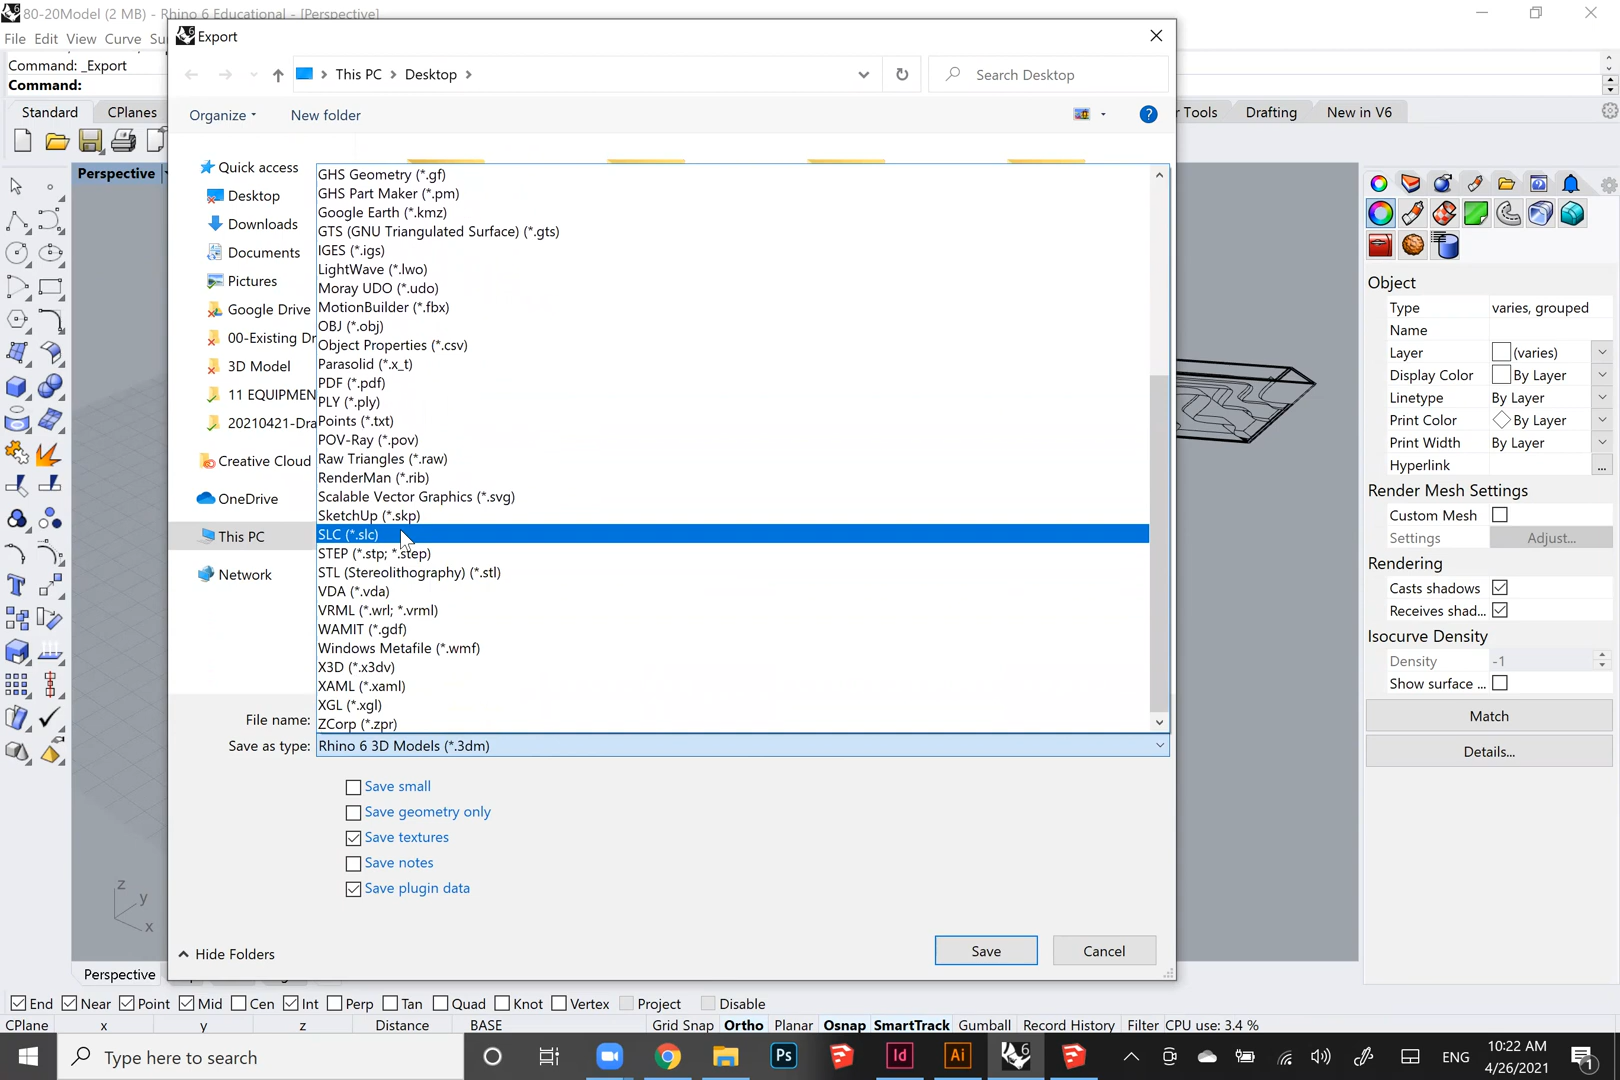 80-20Model (2 MB) - Rhino 6 Educational - [Perspective]
Export
File Edit View Curve Su
Command: _Export
Command:
This PC > Desktop >
Search Desktop
Standard
CPlanes
r Tools
Drafting
New in V6
Organize
New folder
?
Perspective
Quick access
Desktop
Downloads
Documents
Pictures
Google Drive
00-Existing Dr
3D Model
11 EQUIPMEN
20210421-Dra
Creative Cloud
OneDrive
This PC
Network
GHS Geometry (*.gf)
GHS Part Maker (*.pm)
Google Earth (*.kmz)
GTS (GNU Triangulated Surface) (*.gts)
IGES (*.igs)
LightWave (*.lwo)
Moray UDO (*.udo)
MotionBuilder (*.fbx)
OBJ (*.obj)
Object Properties (*.csv)
Parasolid (*.x_t)
PDF (*.pdf)
PLY (*.ply)
Points (*.txt)
POV-Ray (*.pov)
Raw Triangles (*.raw)
RenderMan (*.rib)
Scalable Vector Graphics (*.svg)
SketchUp (*.skp)
SLC (*.slc)
STEP (*.stp; *.step)
STL (Stereolithography) (*.stl)
VDA (*.vda)
VRML (*.wrl; *.vrml)
WAMIT (*.gdf)
Windows Metafile (*.wmf)
X3D (*.x3dv)
XAML (*.xaml)
XGL (*.xgl)
ZCorp (*.zpr)
File name:
Save as type: Rhino 6 3D Models (*.3dm)
Save small
Save geometry only
Save textures
Save notes
Save plugin data
Hide Folders
Save
Cancel
Object
Type varies, grouped
Name
Layer (varies)
Display Color By Layer
Linetype By Layer
Print Color By Layer
Print Width By Layer
Hyperlink ...
Render Mesh Settings
Custom Mesh
Settings Adjust...
Rendering
Casts shadows
Receives shad...
Isocurve Density
Density -1
Show surface ...
Match
Details...
z
y
x
Perspective
End Near Point Mid Cen Int Perp Tan Quad Knot Vertex Project Disable
CPlane x y z Distance BASE Grid Snap Ortho Planar Osnap SmartTrack Gumball Record History Filter CPU use: 3.4 %
Type here to search
Ps
Id
Ai
6
ENG
10:22 AM
4/26/2021
1